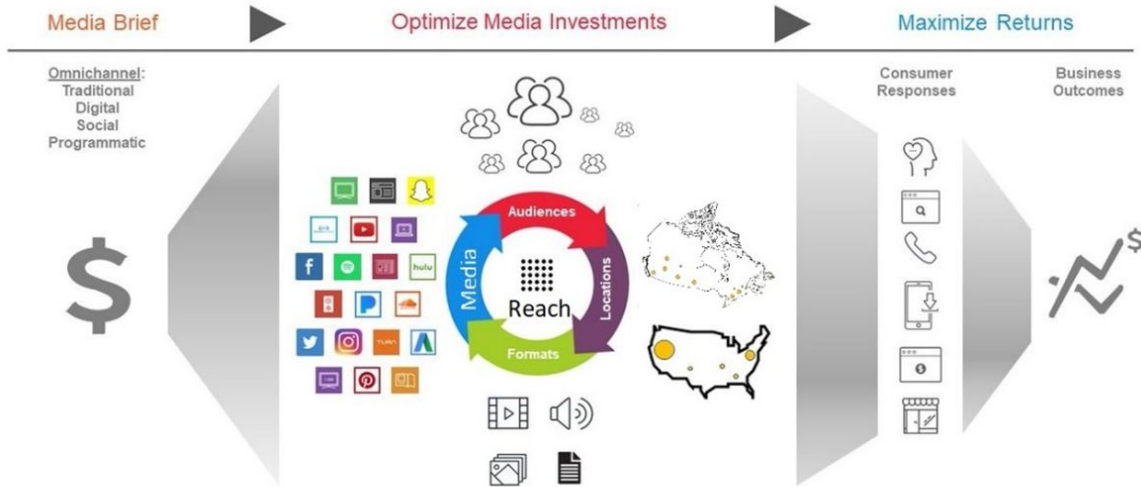 Media Brief
Optimize Media Investments
Maximize Returns
Omnichannel:
Traditional
Digital
Social
Programmatic
Consumer
Responses
Business
Outcomes
Audiences
Media
Locations
Reach
Formats
hulu
$
$